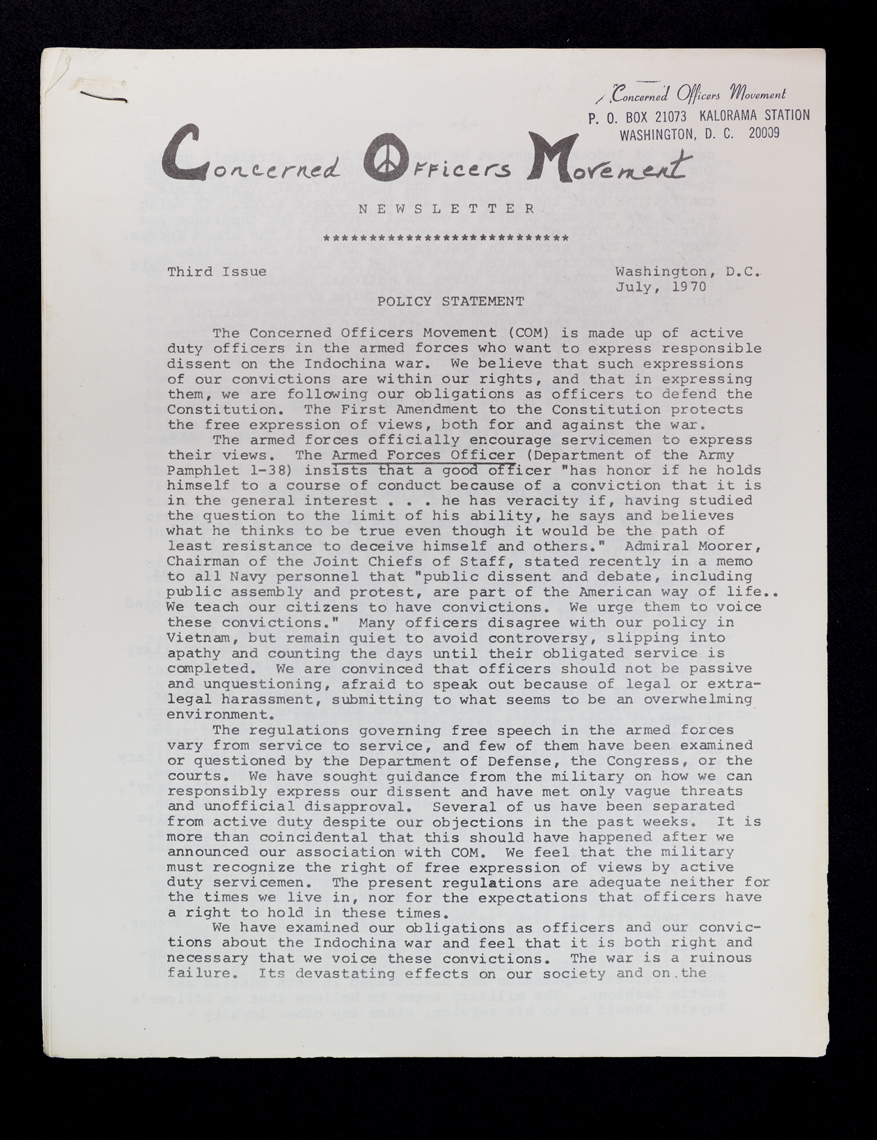 Concerned Officers Movement
P. O. BOX 21073 KALORAMA STATION
WASHINGTON, D. C. 20009
Concerned Officers Movement
N E W S L E T T E R
***************************
Third Issue Washington, D.C.
July, 1970
POLICY STATEMENT
The Concerned Officers Movement (COM) is made up of active
duty officers in the armed forces who want to express responsible
dissent on the Indochina war. We believe that such expressions
of our convictions are within our rights, and that in expressing
them, we are following our obligations as officers to defend the
Constitution. The First Amendment to the Constitution protects
the free expression of views, both for and against the war.
The armed forces officially encourage servicemen to express
their views. The Armed Forces Officer (Department of the Army
Pamphlet 1-38) insists that a good officer "has honor if he holds
himself to a course of conduct because of a conviction that it is
in the general interest . . . he has veracity if, having studied
the question to the limit of his ability, he says and believes
what he thinks to be true even though it would be the path of
least resistance to deceive himself and others." Admiral Moorer,
Chairman of the Joint Chiefs of Staff, stated recently in a memo
to all Navy personnel that "public dissent and debate, including
public assembly and protest, are part of the American way of life..
We teach our citizens to have convictions. We urge them to voice
these convictions." Many officers disagree with our policy in
Vietnam, but remain quiet to avoid controversy, slipping into
apathy and counting the days until their obligated service is
completed. We are convinced that officers should not be passive
and unquestioning, afraid to speak out because of legal or extra-
legal harassment, submitting to what seems to be an overwhelming
environment.
The regulations governing free speech in the armed forces
vary from service to service, and few of them have been examined
or questioned by the Department of Defense, the Congress, or the
courts. We have sought guidance from the military on how we can
responsibly express our dissent and have met only vague threats
and unofficial disapproval. Several of us have been separated
from active duty despite our objections in the past weeks. It is
more than coincidental that this should have happened after we
announced our association with COM. We feel that the military
must recognize the right of free expression of views by active
duty servicemen. The present regulations are adequate neither for
the times we live in, nor for the expectations that officers have
a right to hold in these times.
We have examined our obligations as officers and our convic-
tions about the Indochina war and feel that it is both right and
necessary that we voice these convictions. The war is a ruinous
failure. Its devastating effects on our society and on the